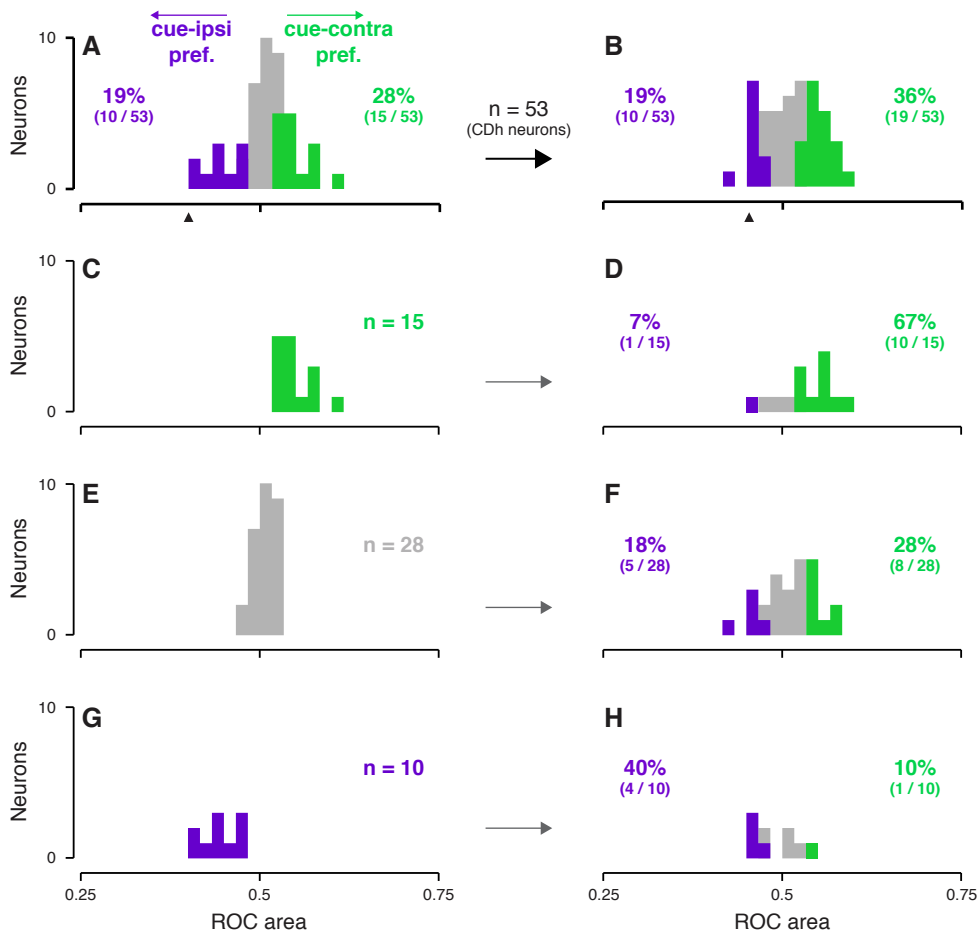 cue-ipsi
pref.
cue-contra
pref.
A
10
0
Neurons
19%
(10 / 53)
28%
(15 / 53)
n = 53
(CDh neurons)
B
19%
(10 / 53)
36%
(19 / 53)
C
10
0
Neurons
n = 15
D
7%
(1 / 15)
67%
(10 / 15)
E
10
0
Neurons
n = 28
F
18%
(5 / 28)
28%
(8 / 28)
G
10
0
Neurons
n = 10
0.25
0.5
0.75
ROC area
H
40%
(4 / 10)
10%
(1 / 10)
0.25
0.5
0.75
ROC area